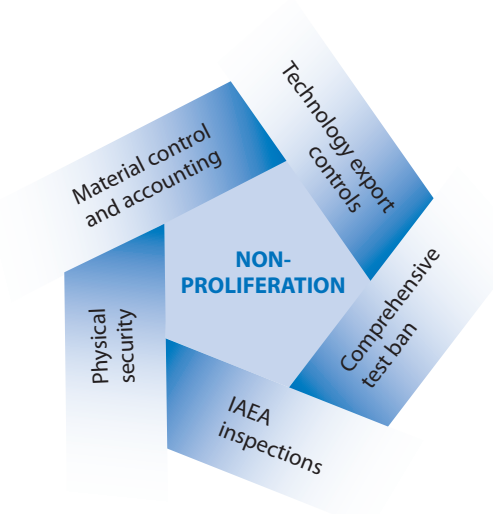 Technology export
controls
Material control
and accounting
NON-
PROLIFERATION
Comprehensive
test ban
Physical
security
IAEA
inspections